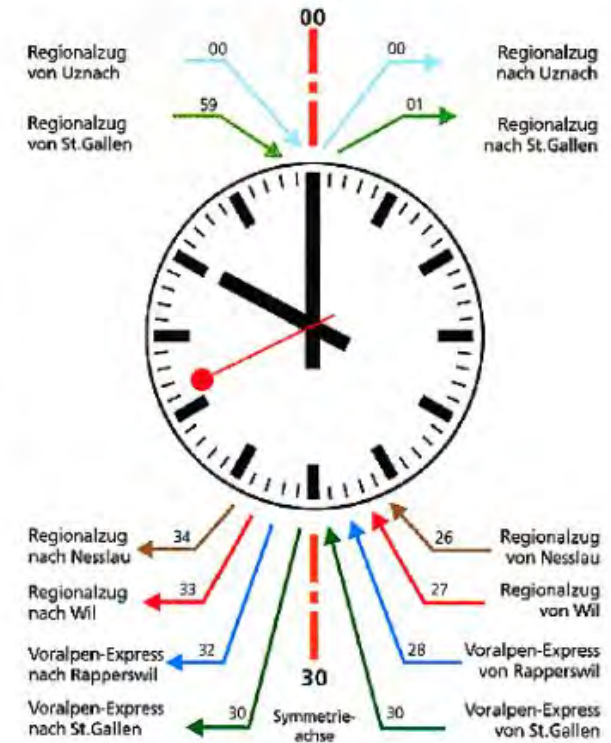 00
Regionalzug
von Uznach
00
00
Regionalzug
nach Uznach
Regionalzug
von St.Gallen
59
01
Regionalzug
nach St.Gallen
Regionalzug
nach Nesslau
34
26
Regionalzug
von Nesslau
Regionalzug
nach Wil
33
27
Regionalzug
von Wil
Voralpen-Express
nach Rapperswil
32
28
Voralpen-Express
von Rapperswil
30
Voralpen-Express
nach St.Gallen
30
Symmetrie-
achse
30
Voralpen-Express
von St.Gallen